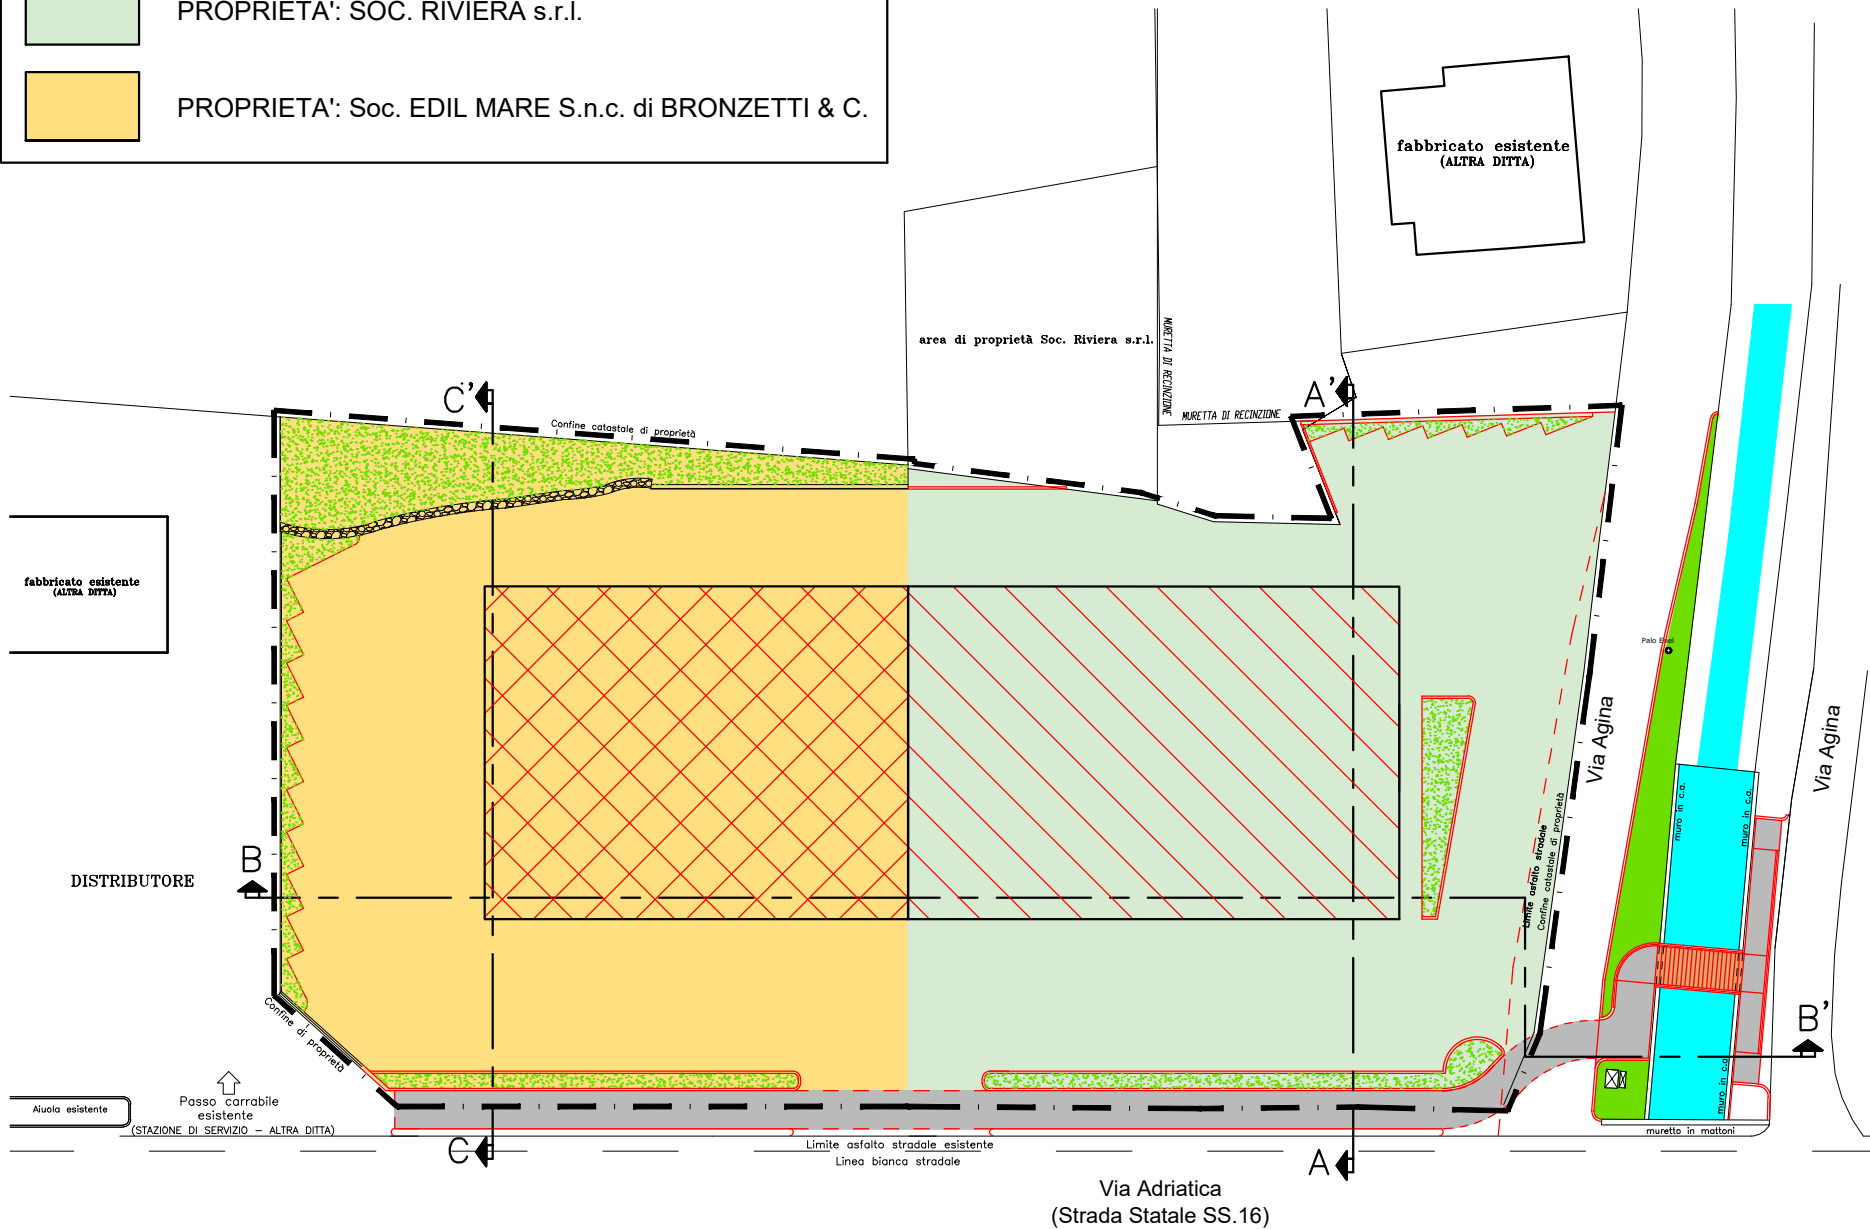 PROPRIETA': SOC. RIVIERA s.r.l.
PROPRIETA': Soc. EDIL MARE S.n.c. di BRONZETTI & C.
fabbricato esistente
(ALTRA DITTA)
area di proprietà Soc. Riviera s.r.l.
MURETTA DI RECINZIONE
MURETTA DI RECINZIONE
C'
A'
Confine catastale di proprietà
fabbricato esistente
(ALTRA DITTA)
Palo Enel
Via Agina
Via Agina
muro in c.a.
muro in c.a.
Limite asfalto stradale
Confine catastale di proprietà
B
DISTRIBUTORE
B'
Confine di proprietà
muro in c.a.
Passo carrabile
esistente
(STAZIONE DI SERVIZIO - ALTRA DITTA)
Aiuola esistente
muretto in mattoni
C
Limite asfalto stradale esistente
Linea bianca stradale
A
Via Adriatica
(Strada Statale SS.16)